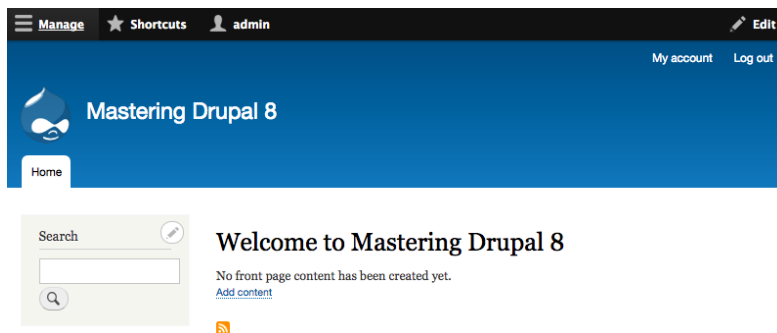 Manage Shortcuts admin Edit
My account Log out
Mastering Drupal 8
Home
Search
Welcome to Mastering Drupal 8
No front page content has been created yet.
Add content